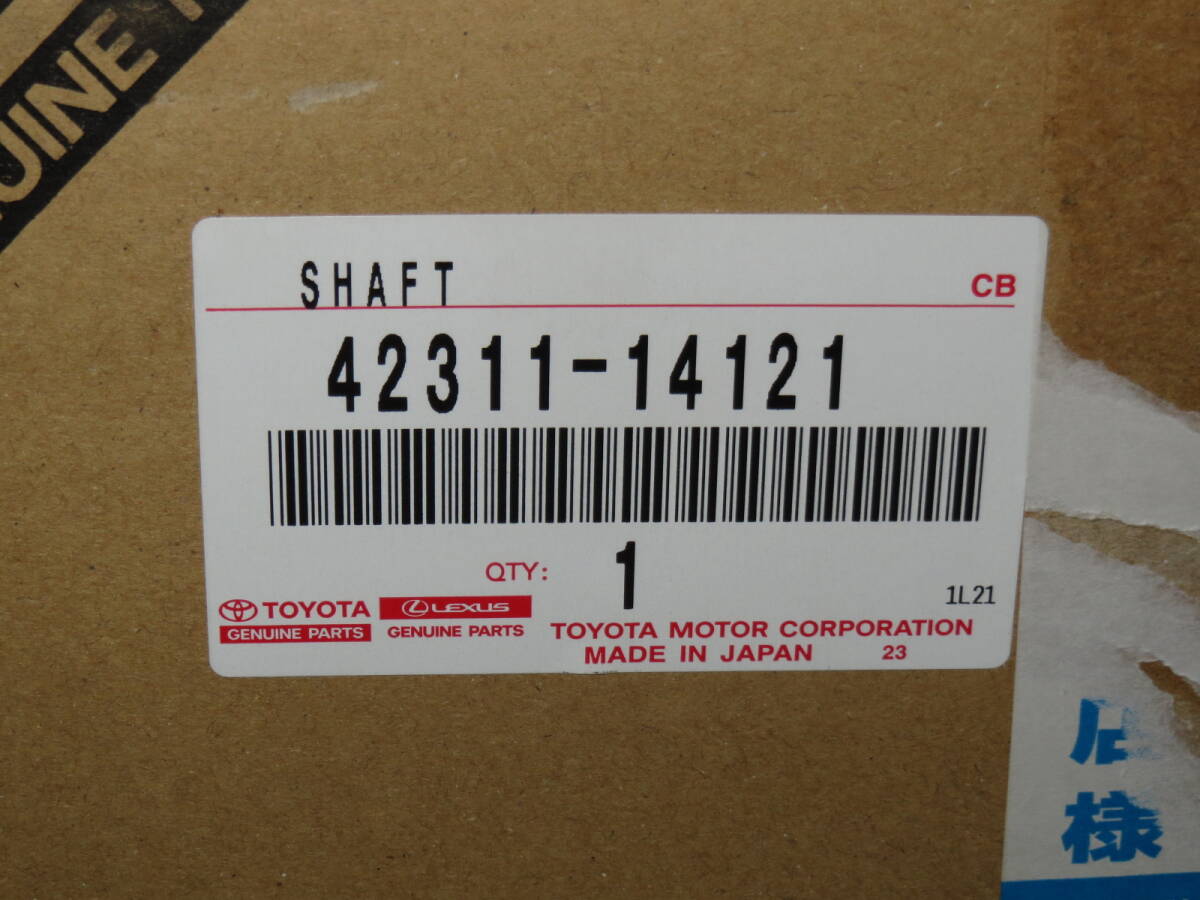 SHAFT
CB
42311-14121
QTY: 1
1L21
TOYOTA
GENUINE PARTS
LEXUS
GENUINE PARTS
TOYOTA MOTOR CORPORATION
MADE IN JAPAN 23
様